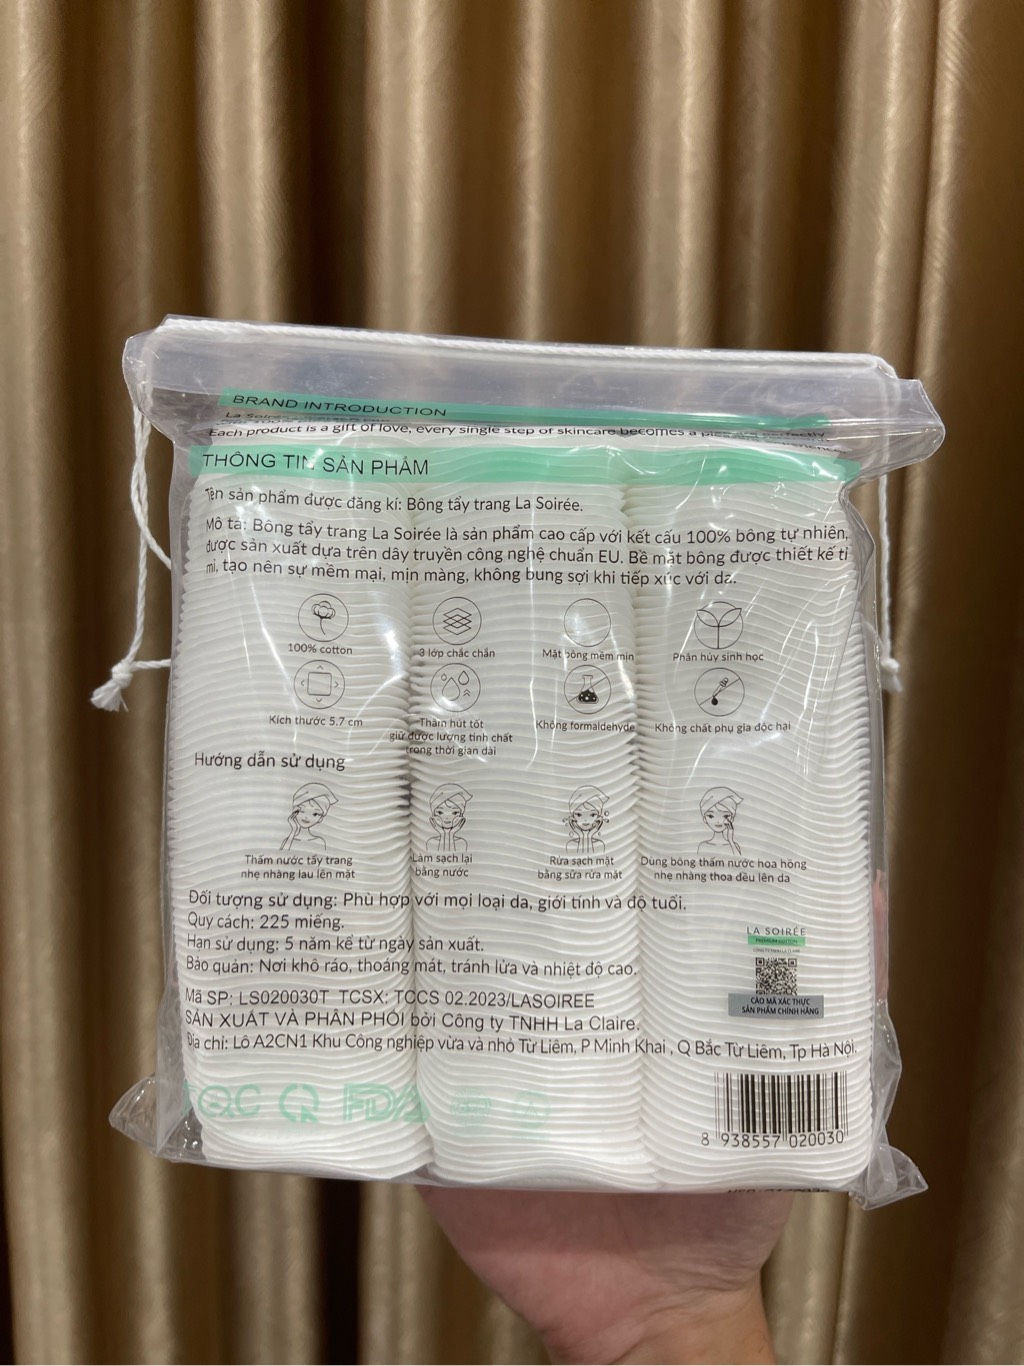 BRAND INTRODUCTION
La
Each product is a gift of love, every single step of skincare becomes a
THÔNG TIN SẢN PHẨM
Tên sản phẩm được đăng kí: Bông tẩy trang La Soirée.
Mô tả: Bông tẩy trang La Soirée là sản phẩm cao cấp với kết cấu 100% bông tự nhiên,
được sản xuất dựa trên dây truyền công nghệ chuẩn EU. Bề mặt bông được thiết kế tỉ
mỉ, tạo nên sự mềm mại, mịn màng, không bung sợi khi tiếp xúc với da.
100% cotton
3 lớp chắc chắn
Mặt bông mềm mịn
Phân hủy sinh học
Kích thước 5.7 cm
Thấm hút tốt
giữ được lượng tinh chất
trong thời gian dài
Không formaldehyde
Không chất phụ gia độc hại
Hướng dẫn sử dụng
Thấm nước tẩy trang
nhẹ nhàng lau lên mặt
Làm sạch lại
bằng nước
Rửa sạch mặt
bằng sữa rửa mặt
Dùng bông thấm nước hoa hồng
nhẹ nhàng thoa đều lên da
Đối tượng sử dụng: Phù hợp với mọi loại da, giới tính và độ tuổi.
Quy cách: 225 miếng.
Hạn sử dụng: 5 năm kể từ ngày sản xuất.
Bảo quản: Nơi khô ráo, thoáng mát, tránh lửa và nhiệt độ cao.
LA SOIRÉE
PREMIUM COTTON
CÀO MÃ XÁC THỰC
SẢN PHẨM CHÍNH HÃNG
Mã SP: LS020030T TCSX: TCCS 02.2023/LASOIREE
SẢN XUẤT VÀ PHÂN PHỐI bởi Công ty TNHH La Claire.
Địa chỉ: Lô A2CN1 Khu Công nghiệp vừa và nhỏ Từ Liêm, P Minh Khai , Q Bắc Từ Liêm, Tp Hà Nội.
FDA
8 938557 020030